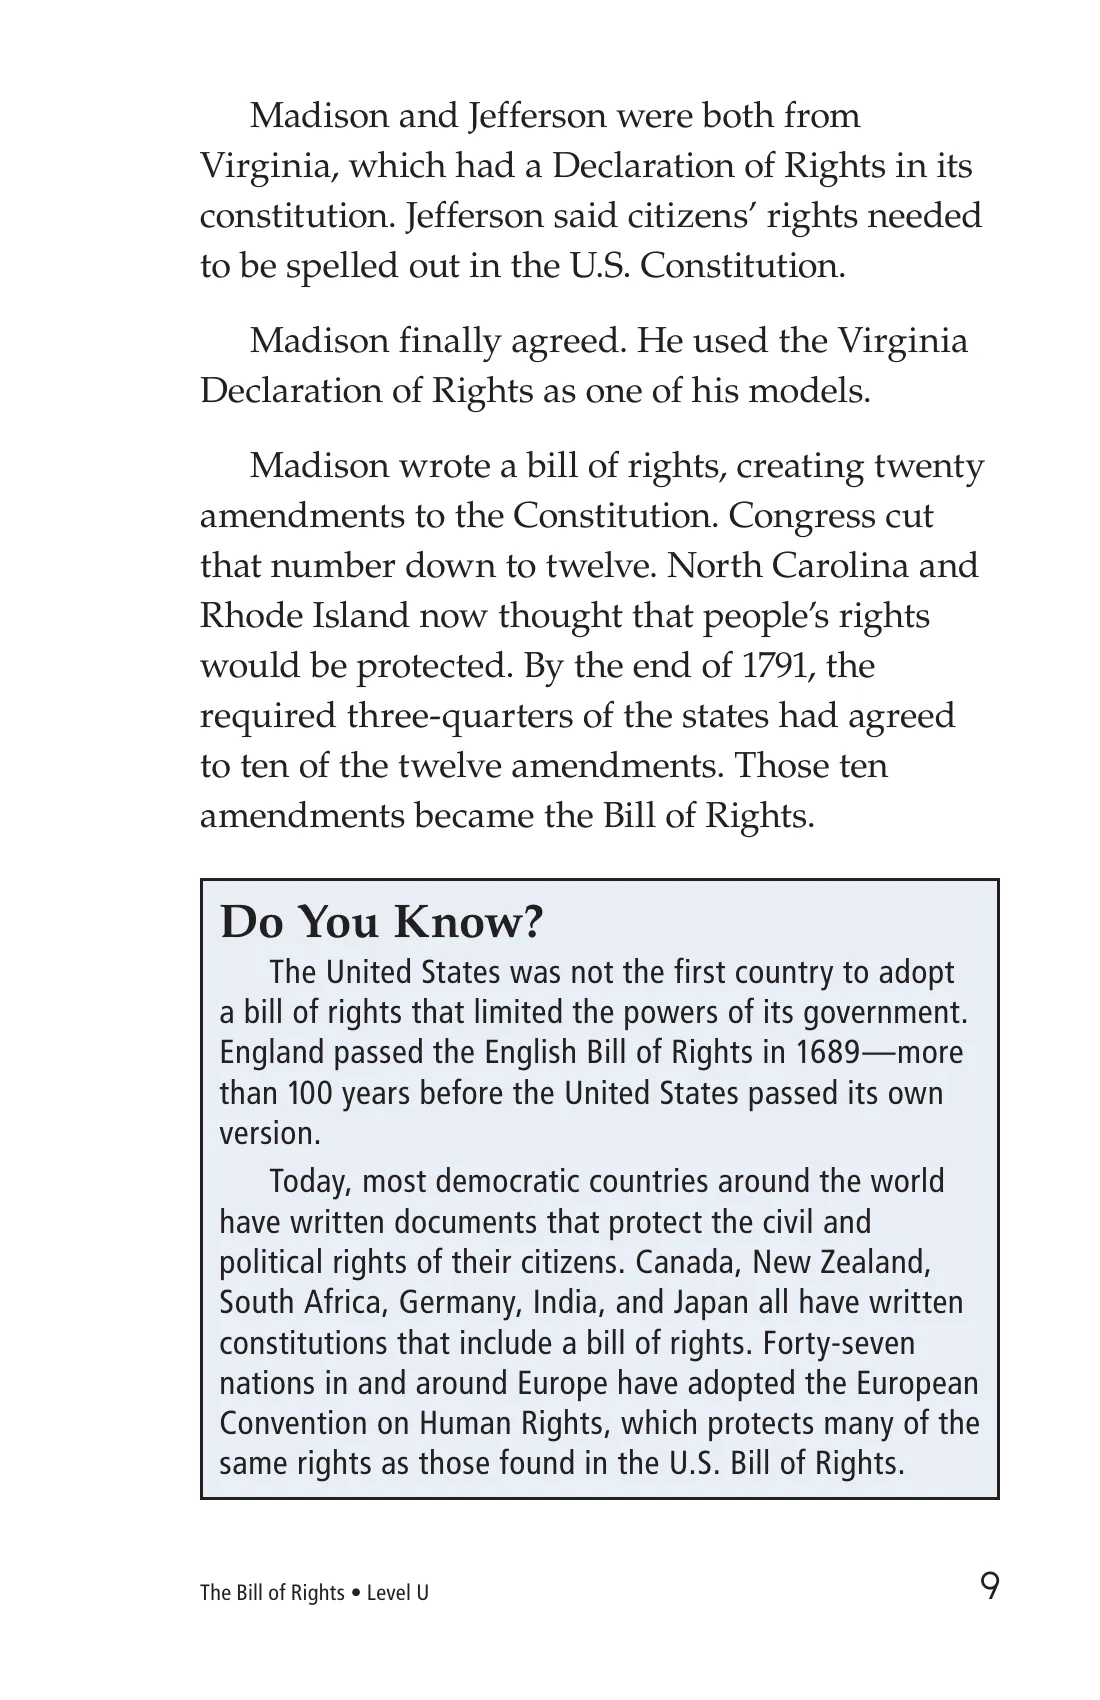 Madison and Jefferson were both from
Virginia, which had a Declaration of Rights in its
constitution. Jefferson said citizens’ rights needed
to be spelled out in the U.S. Constitution.
Madison finally agreed. He used the Virginia
Declaration of Rights as one of his models.
Madison wrote a bill of rights, creating twenty
amendments to the Constitution. Congress cut
that number down to twelve. North Carolina and
Rhode Island now thought that people’s rights
would be protected. By the end of 1791, the
required three-quarters of the states had agreed
to ten of the twelve amendments. Those ten
amendments became the Bill of Rights.
Do You Know?
The United States was not the first country to adopt
a bill of rights that limited the powers of its government.
England passed the English Bill of Rights in 1689—more
than 100 years before the United States passed its own
version.
Today, most democratic countries around the world
have written documents that protect the civil and
political rights of their citizens. Canada, New Zealand,
South Africa, Germany, India, and Japan all have written
constitutions that include a bill of rights. Forty-seven
nations in and around Europe have adopted the European
Convention on Human Rights, which protects many of the
same rights as those found in the U.S. Bill of Rights.
The Bill of Rights • Level U
9